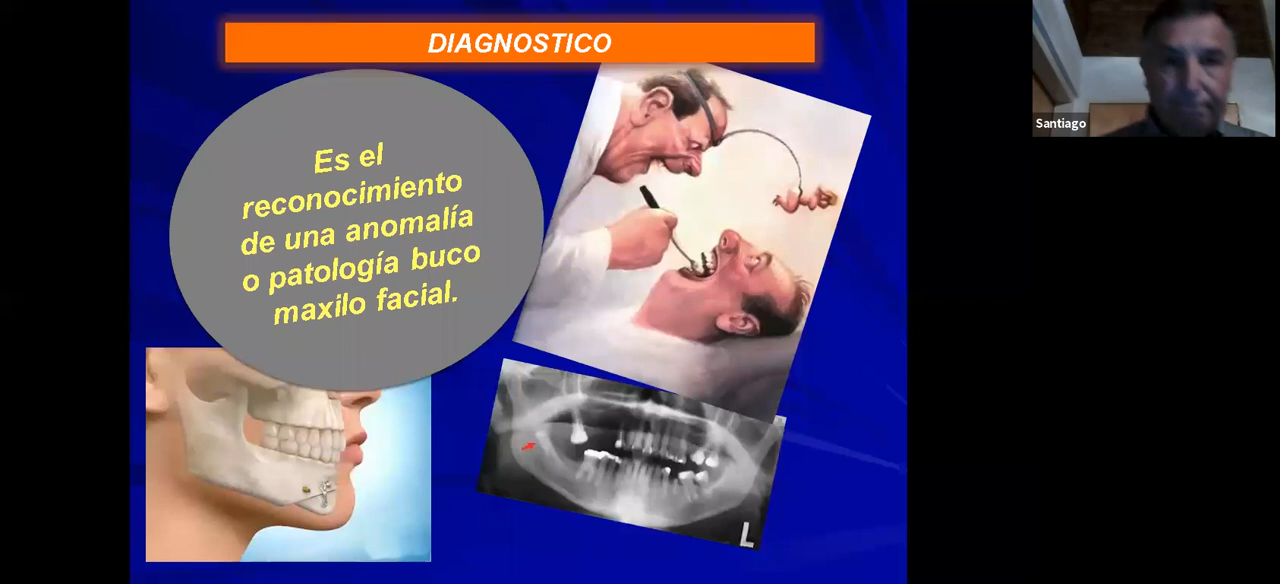 DIAGNOSTICO
Es el
reconocimiento
de una anomalía
o patología buco
maxilo facial.
L
Santiago